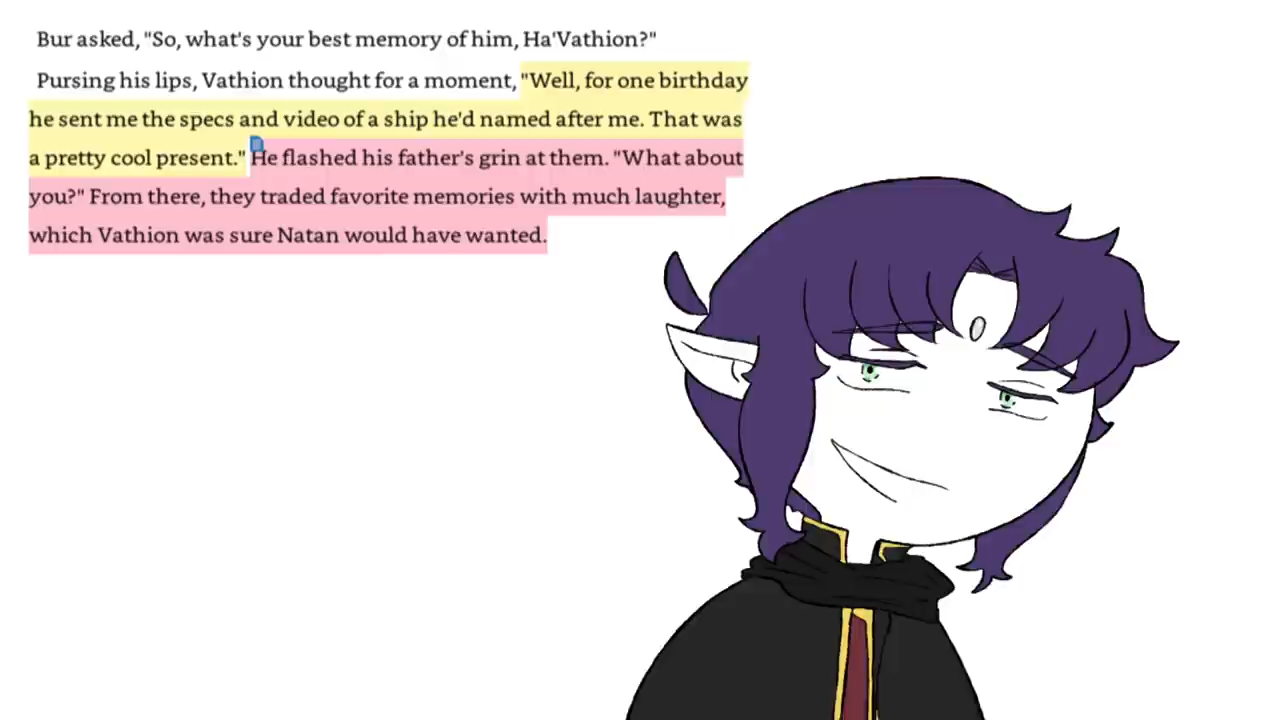 Bur asked, "So, what's your best memory of him, Ha'Vathion?"
Pursing his lips, Vathion thought for a moment, "Well, for one birthday
he sent me the specs and video of a ship he'd named after me. That was
a pretty cool present." He flashed his father's grin at them. "What about
you?" From there, they traded favorite memories with much laughter,
which Vathion was sure Natan would have wanted.